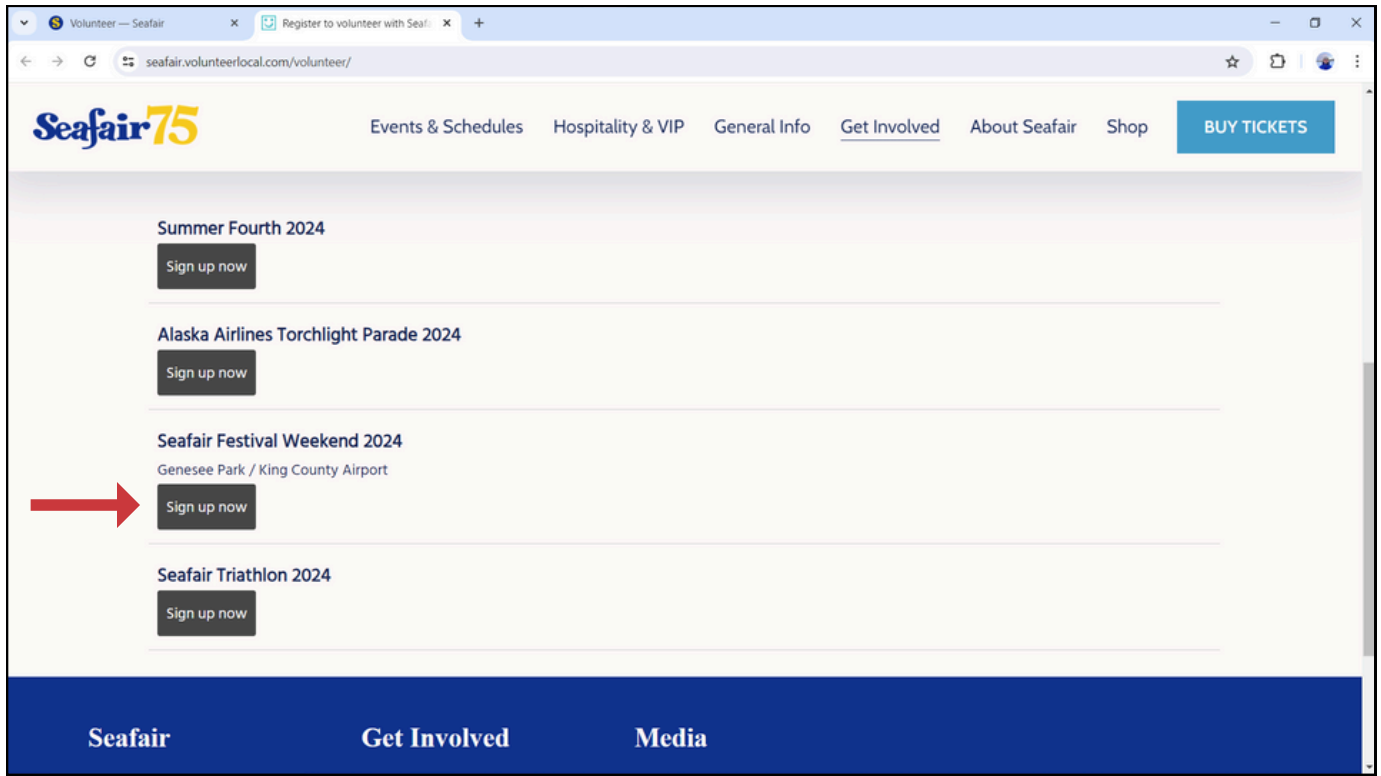 Volunteer — Seafair
Register to volunteer with Seafa
seafair.volunteerlocal.com/volunteer/
Seafair75
Events & Schedules Hospitality & VIP General Info Get Involved About Seafair Shop BUY TICKETS
Summer Fourth 2024
Sign up now
Alaska Airlines Torchlight Parade 2024
Sign up now
Seafair Festival Weekend 2024
Genesee Park / King County Airport
Sign up now
Seafair Triathlon 2024
Sign up now
Seafair Get Involved Media